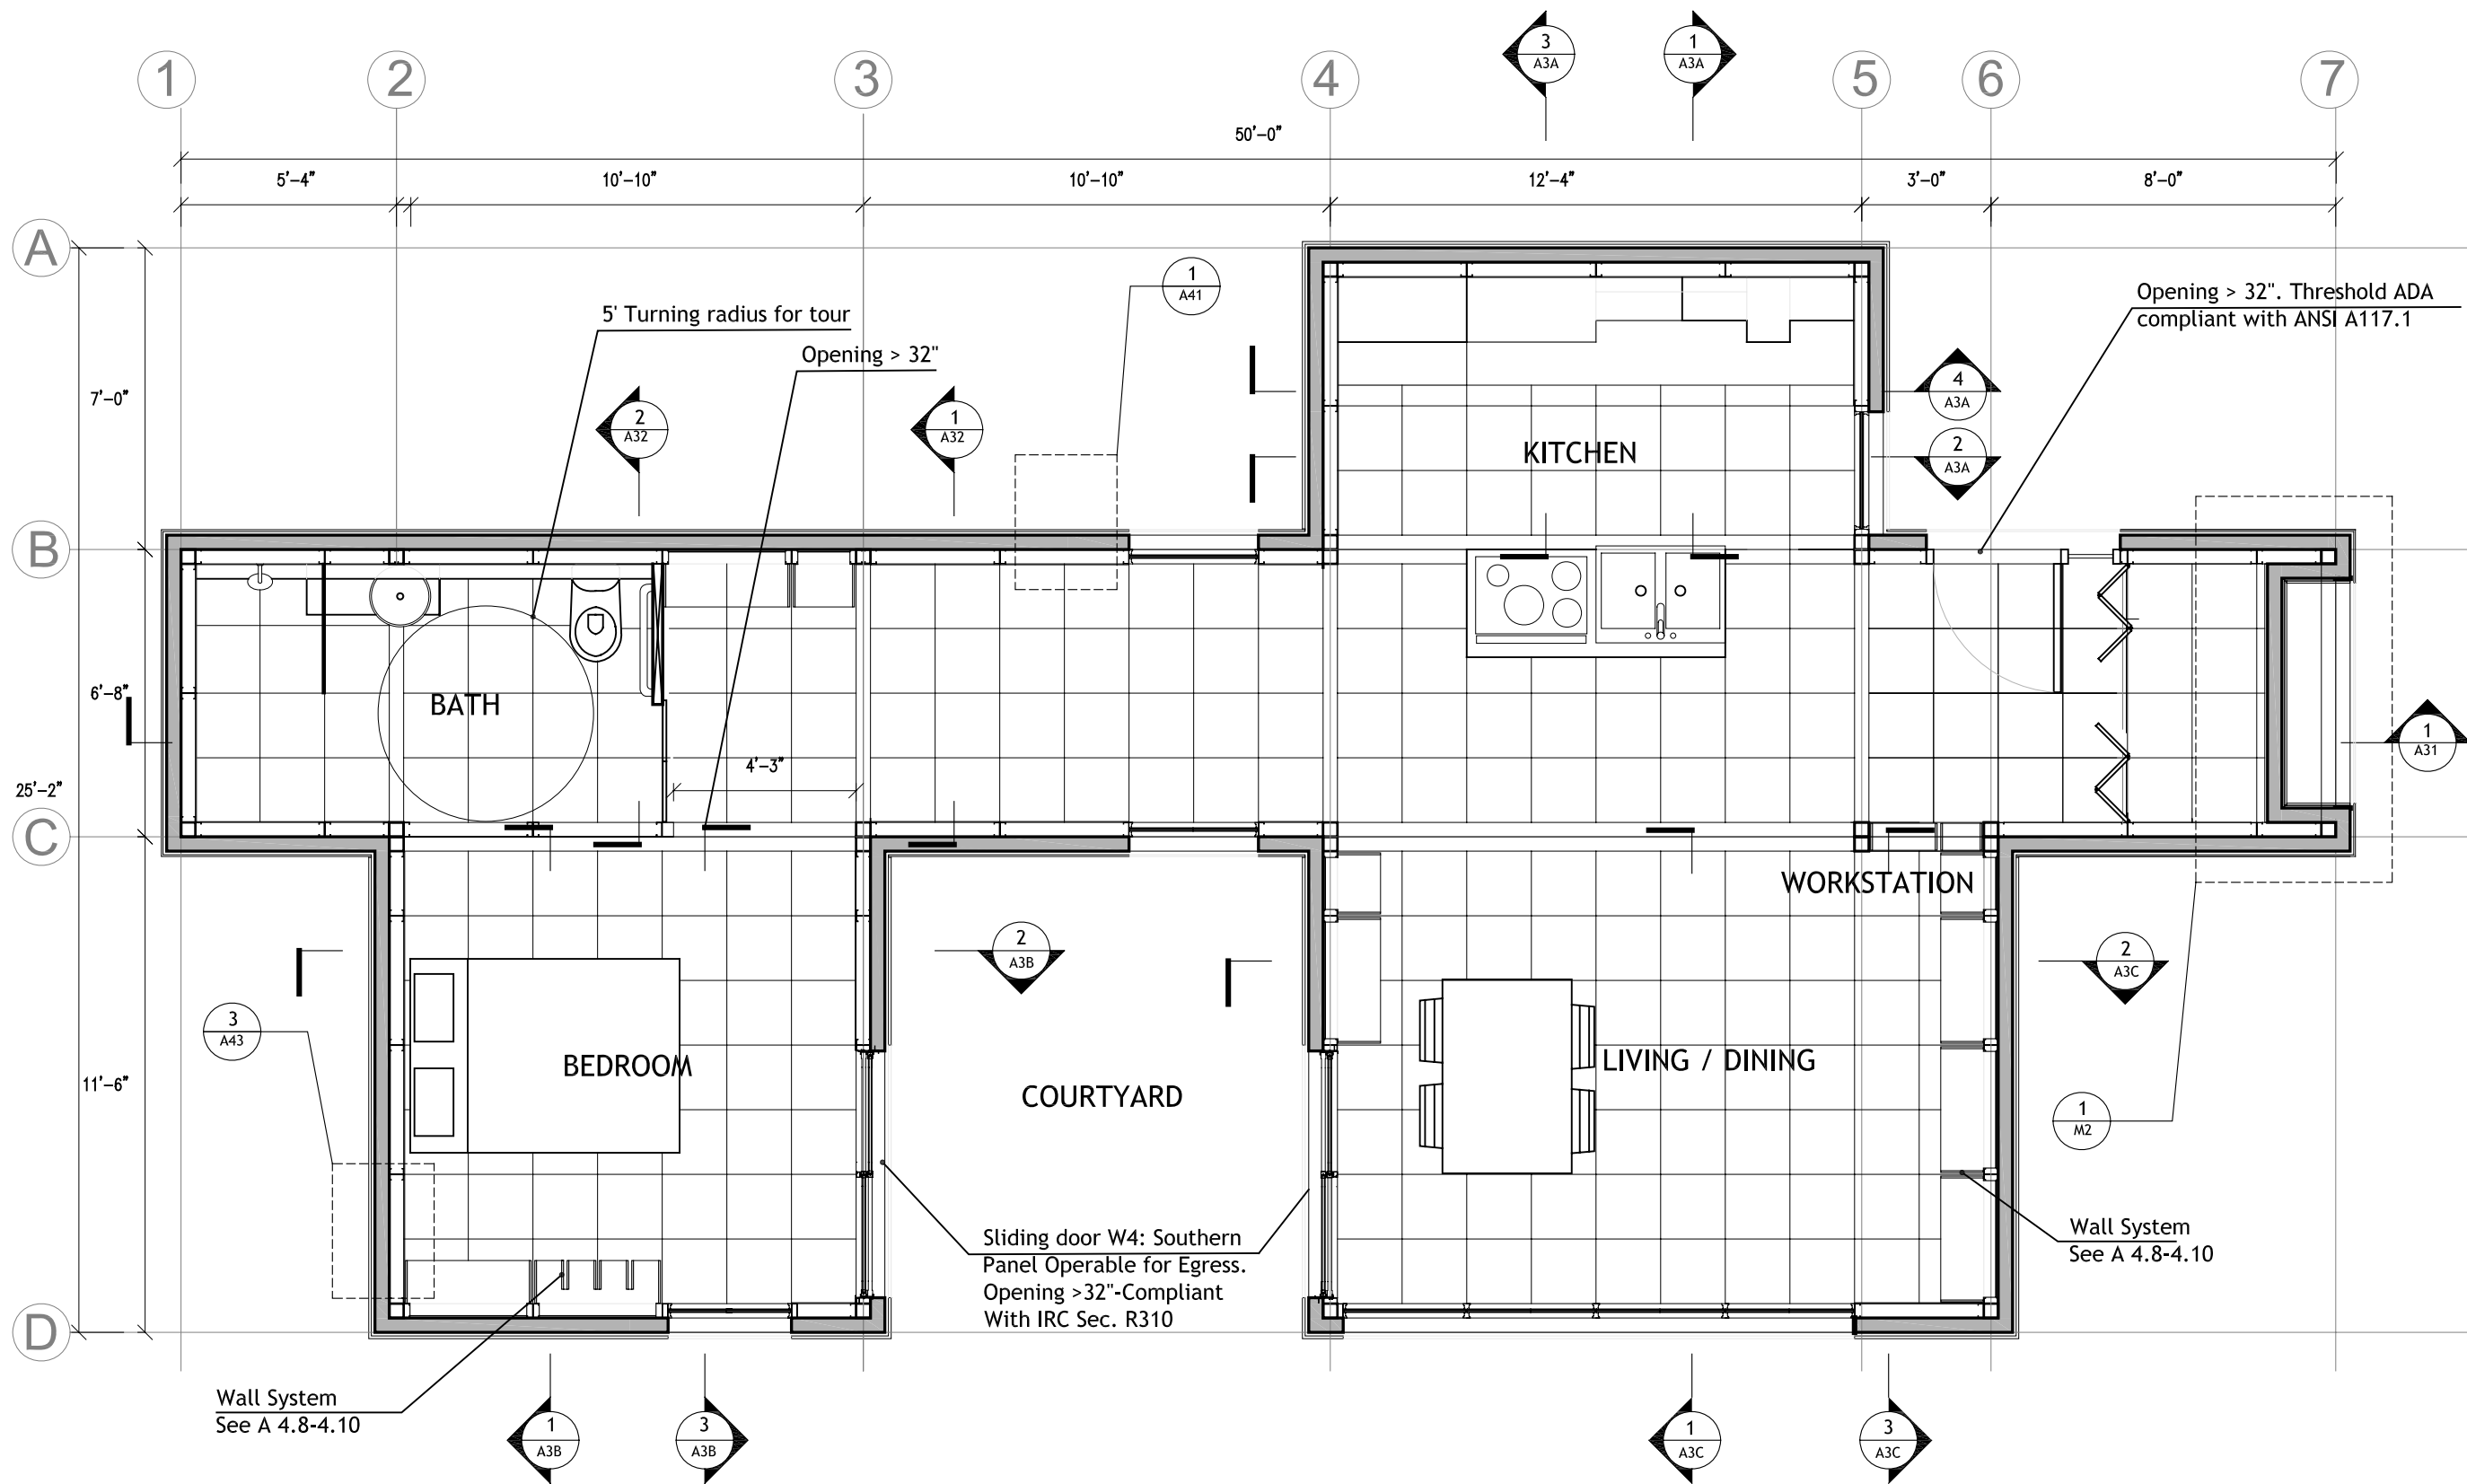 3
A3A
1
A3A
1
2
3
4
5
6
7
50'-0"
5'-4"
10'-10"
10'-10"
12'-4"
3'-0"
8'-0"
A
1
A41
Opening > 32". Threshold ADA
compliant with ANSI A117.1
5' Turning radius for tour
Opening > 32"
7'-0"
4
A3A
2
A32
1
A32
KITCHEN
2
A3A
B
6'-8"
BATH
1
A31
4'-3"
25'-2"
C
WORKSTATION
2
A3B
2
A3C
3
A43
BEDROOM
LIVING / DINING
11'-6"
COURTYARD
1
M2
Sliding door W4: Southern
Panel Operable for Egress.
Opening >32"-Compliant
With IRC Sec. R310
Wall System
See A 4.8-4.10
D
Wall System
See A 4.8-4.10
1
A3B
3
A3B
1
A3C
3
A3C